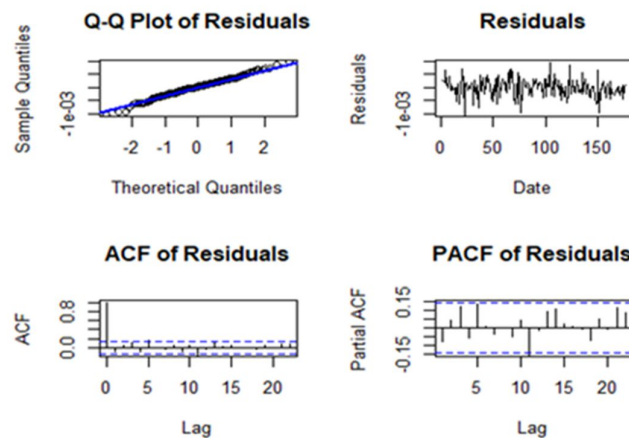 Q-Q Plot of Residuals
Sample Quantiles
-1e-03
-2 -1 0 1 2
Theoretical Quantiles
Residuals
Residuals
-1e-03
0 50 100 150
Date
ACF of Residuals
ACF
0.0 0.8
0 5 10 15 20
Lag
PACF of Residuals
Partial ACF
-0.15 0.15
5 10 15 20
Lag